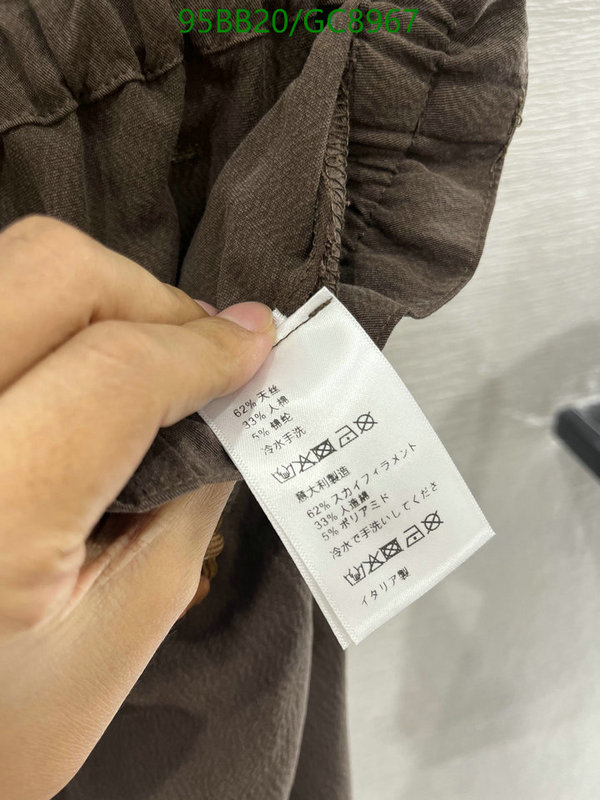 95BB20/GC8967
62% 天丝
33% 人棉
5% 锦纶
冷水手洗
意大利製造
62% スカイフィラメント
33% 人造綿
5% ポリアミド
冷水で手洗いしてくださ
イタリア製